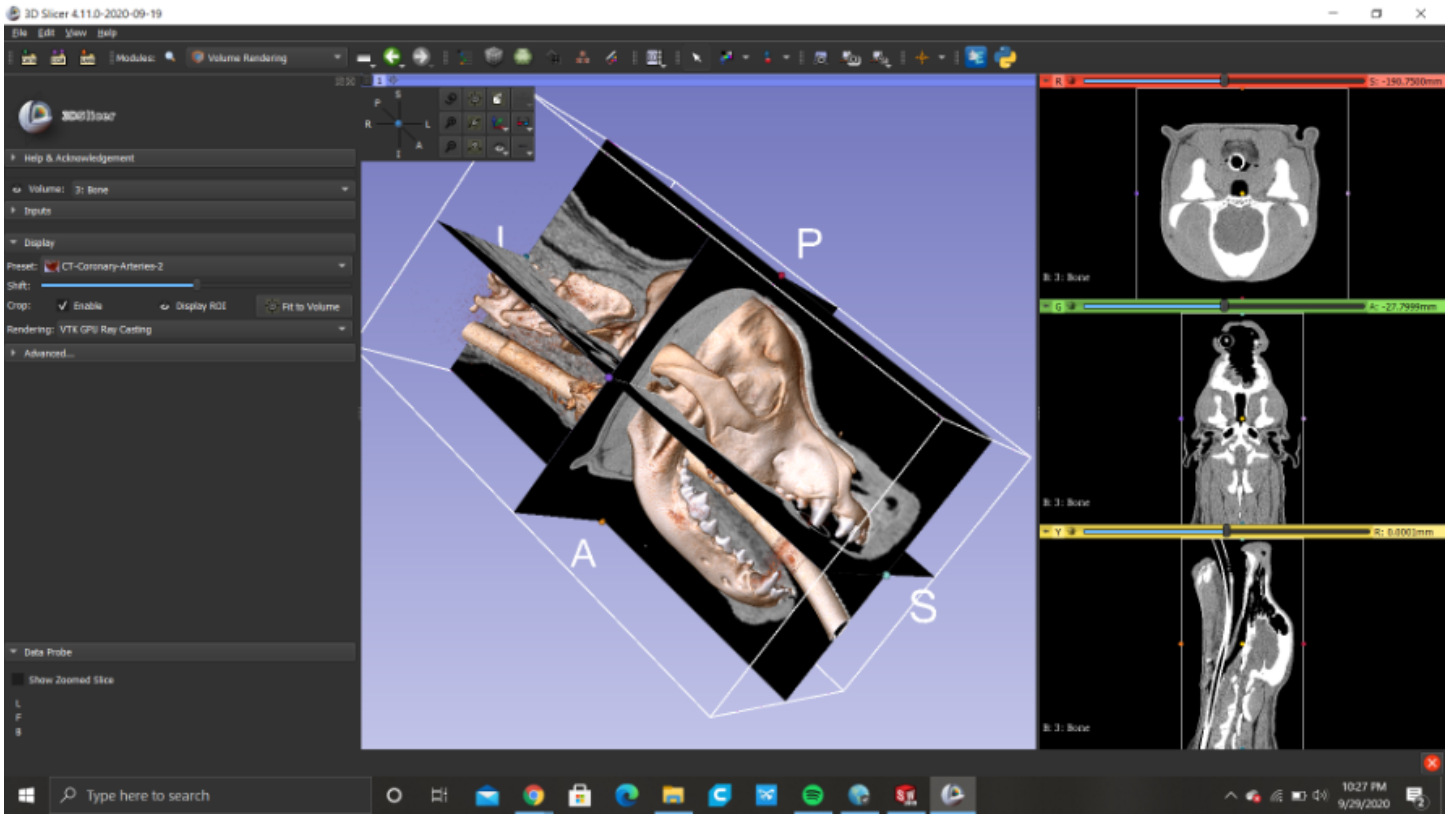 3D Slicer 4.11.0-2020-09-19
File Edit View Help
Modules: Volume Rendering
1
S
P
R L
A
I
3DSlicer
Help & Acknowledgement
Volume: 3: Bone
Inputs
Display
Preset: CT-Coronary-Arteries-2
Shift:
Crop: Enable Display ROI Fit to Volume
Rendering: VTK GPU Ray Casting
Advanced...
Data Probe
Show Zoomed Slice
L
F
B
P
A
S
R S: -190.7500mm
B: 3: Bone
G A: -27.7999mm
B: 3: Bone
Y R: 0.0001mm
B: 3: Bone
Type here to search
10:27 PM
9/29/2020
2